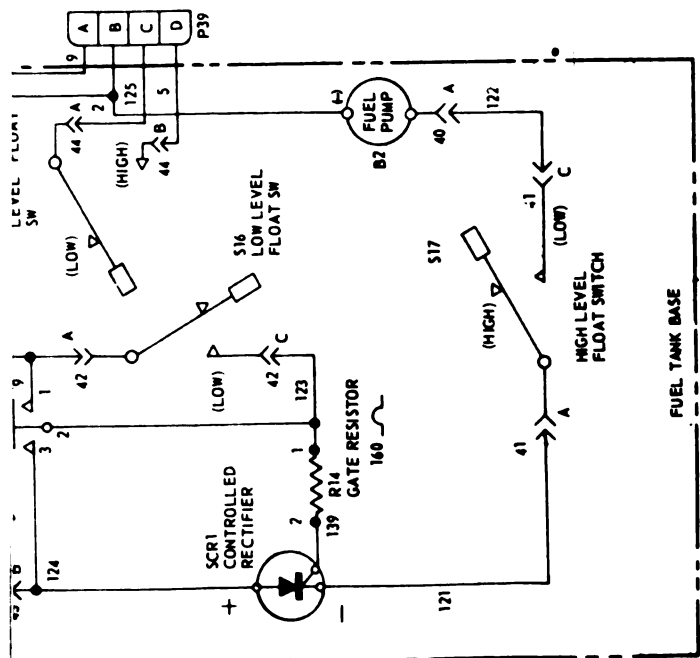 A
B
C
D
P39
9
A
2
125
5
44
B
(HIGH)
44
LEVEL FLOAT
SW
(LOW)
S16
LOW LEVEL
FLOAT SW
(-)
FUEL
PUMP
B2
40
A
122
41
C
(LOW)
S17
(HIGH)
HIGH LEVEL
FLOAT SWITCH
9
1
A
42
(LOW)
42
C
123
3
2
1
R14
GATE RESISTOR
160
2
139
SCR1
CONTROLLED
RECTIFIER
124
+
-
121
41
A
FUEL TANK BASE